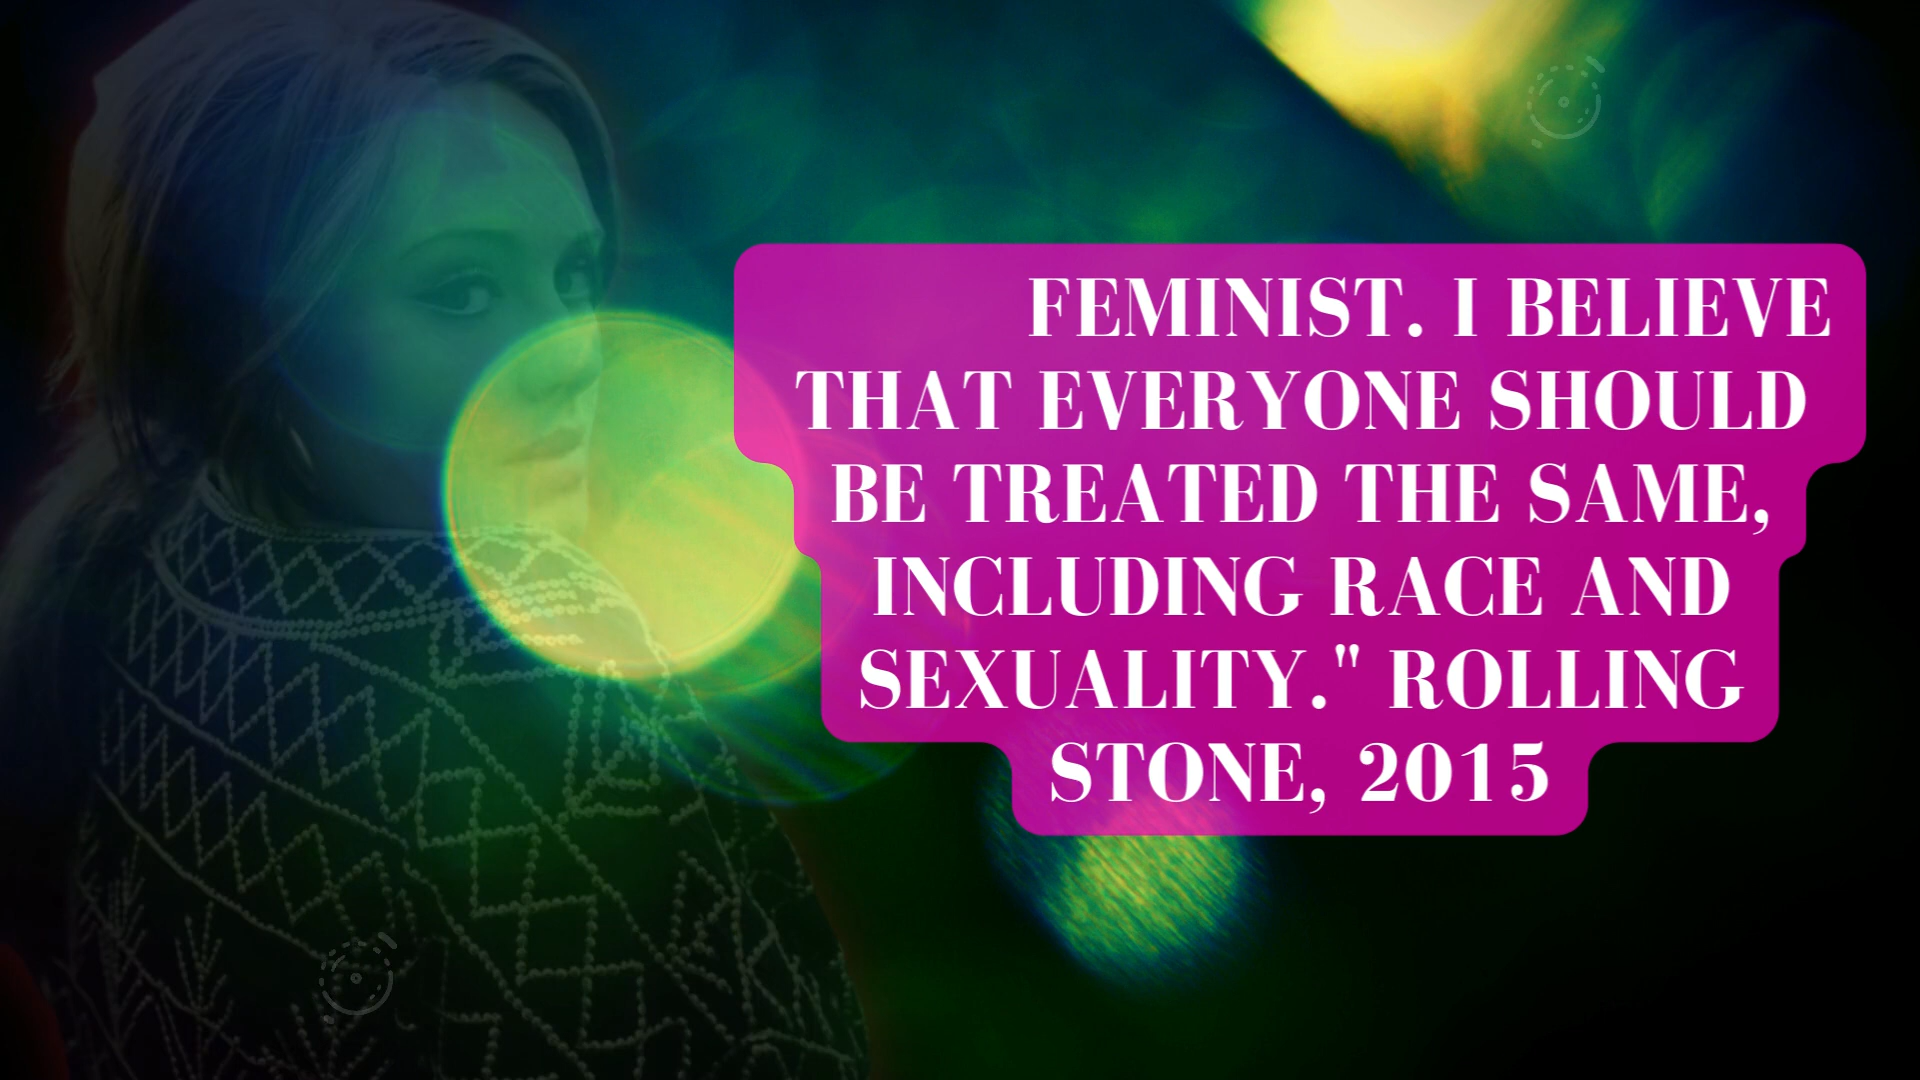 FEMINIST. I BELIEVE
THAT EVERYONE SHOULD
BE TREATED THE SAME,
INCLUDING RACE AND
SEXUALITY." ROLLING
STONE, 2015